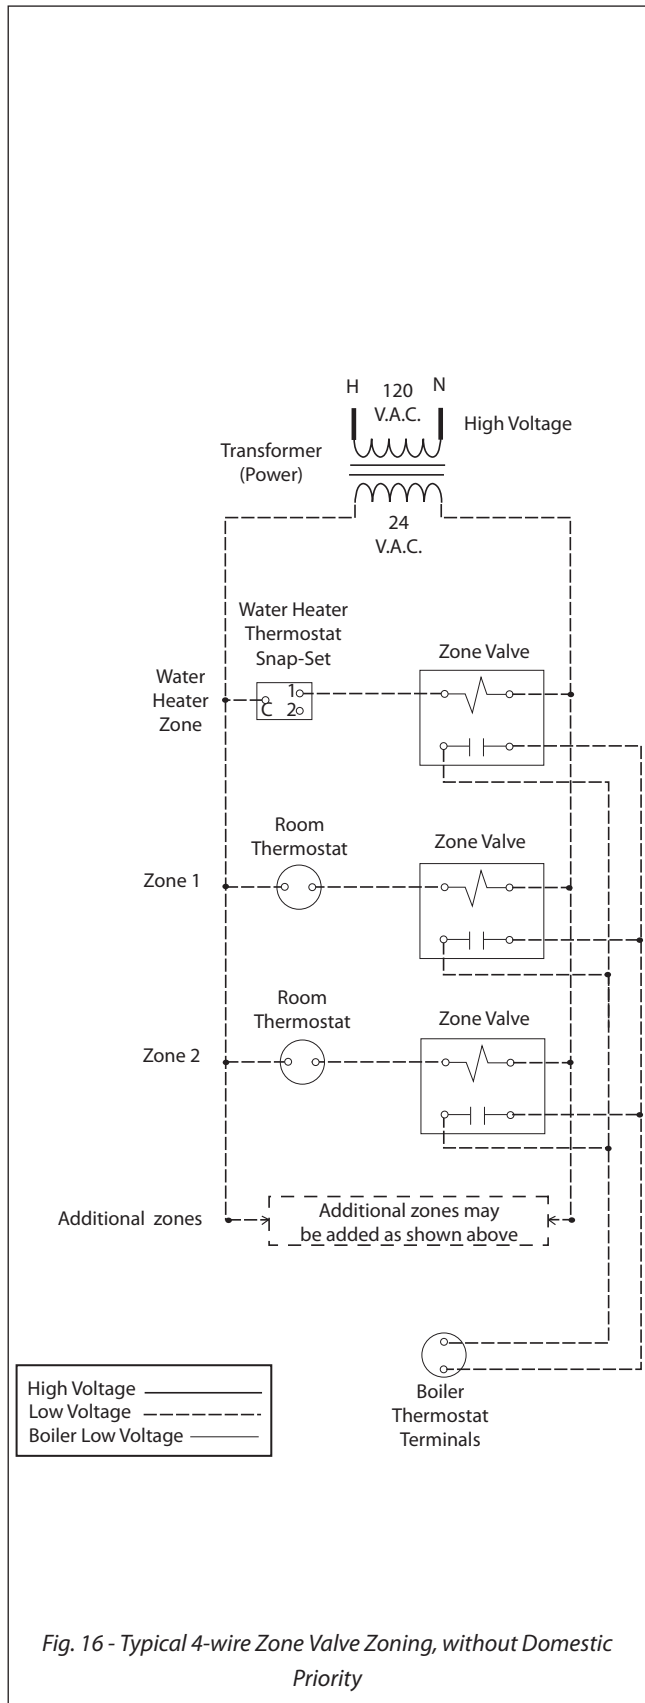 H 120 N
V.A.C.
High Voltage
Transformer
(Power)
24
V.A.C.
Water Heater
Thermostat
Snap-Set
Zone Valve
Water
Heater
Zone
1
C 2
Room
Thermostat
Zone Valve
Zone 1
Room
Thermostat
Zone Valve
Zone 2
Additional zones
Additional zones may
be added as shown above
Boiler
Thermostat
Terminals
High Voltage
Low Voltage
Boiler Low Voltage
Fig. 16 - Typical 4-wire Zone Valve Zoning, without Domestic
Priority